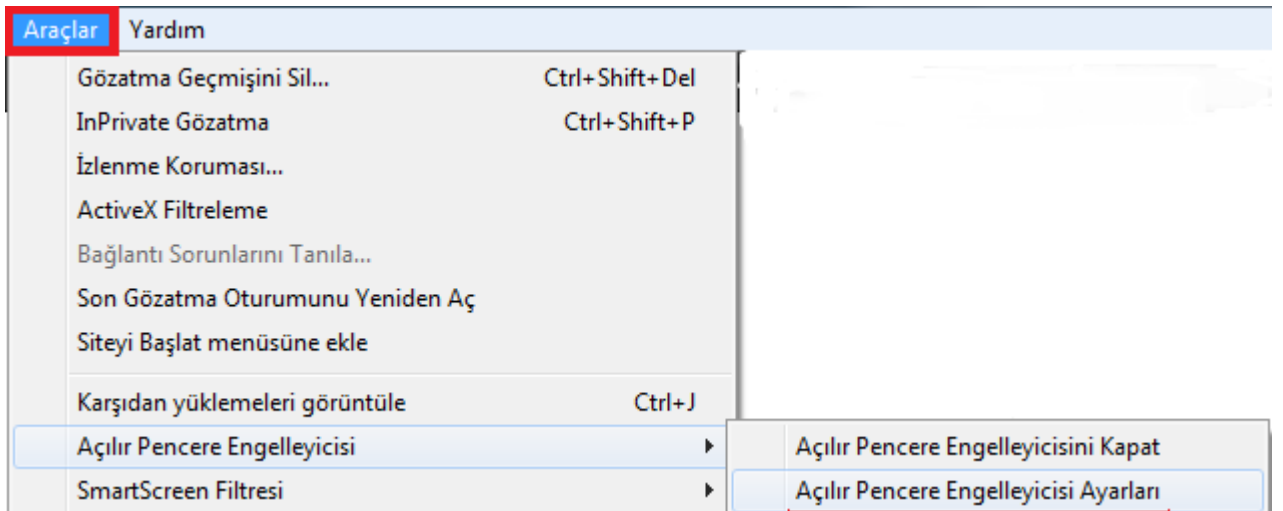 Araçlar Yardım
Gözatma Geçmişini Sil... Ctrl+Shift+Del
InPrivate Gözatma Ctrl+Shift+P
İzlenme Koruması...
ActiveX Filtreleme
Bağlantı Sorunlarını Tanıla...
Son Gözatma Oturumunu Yeniden Aç
Siteyi Başlat menüsüne ekle
Karşıdan yüklemeleri görüntüle Ctrl+J
Açılır Pencere Engelleyicisi Açılır Pencere Engelleyicisini Kapat
SmartScreen Filtresi Açılır Pencere Engelleyicisi Ayarları